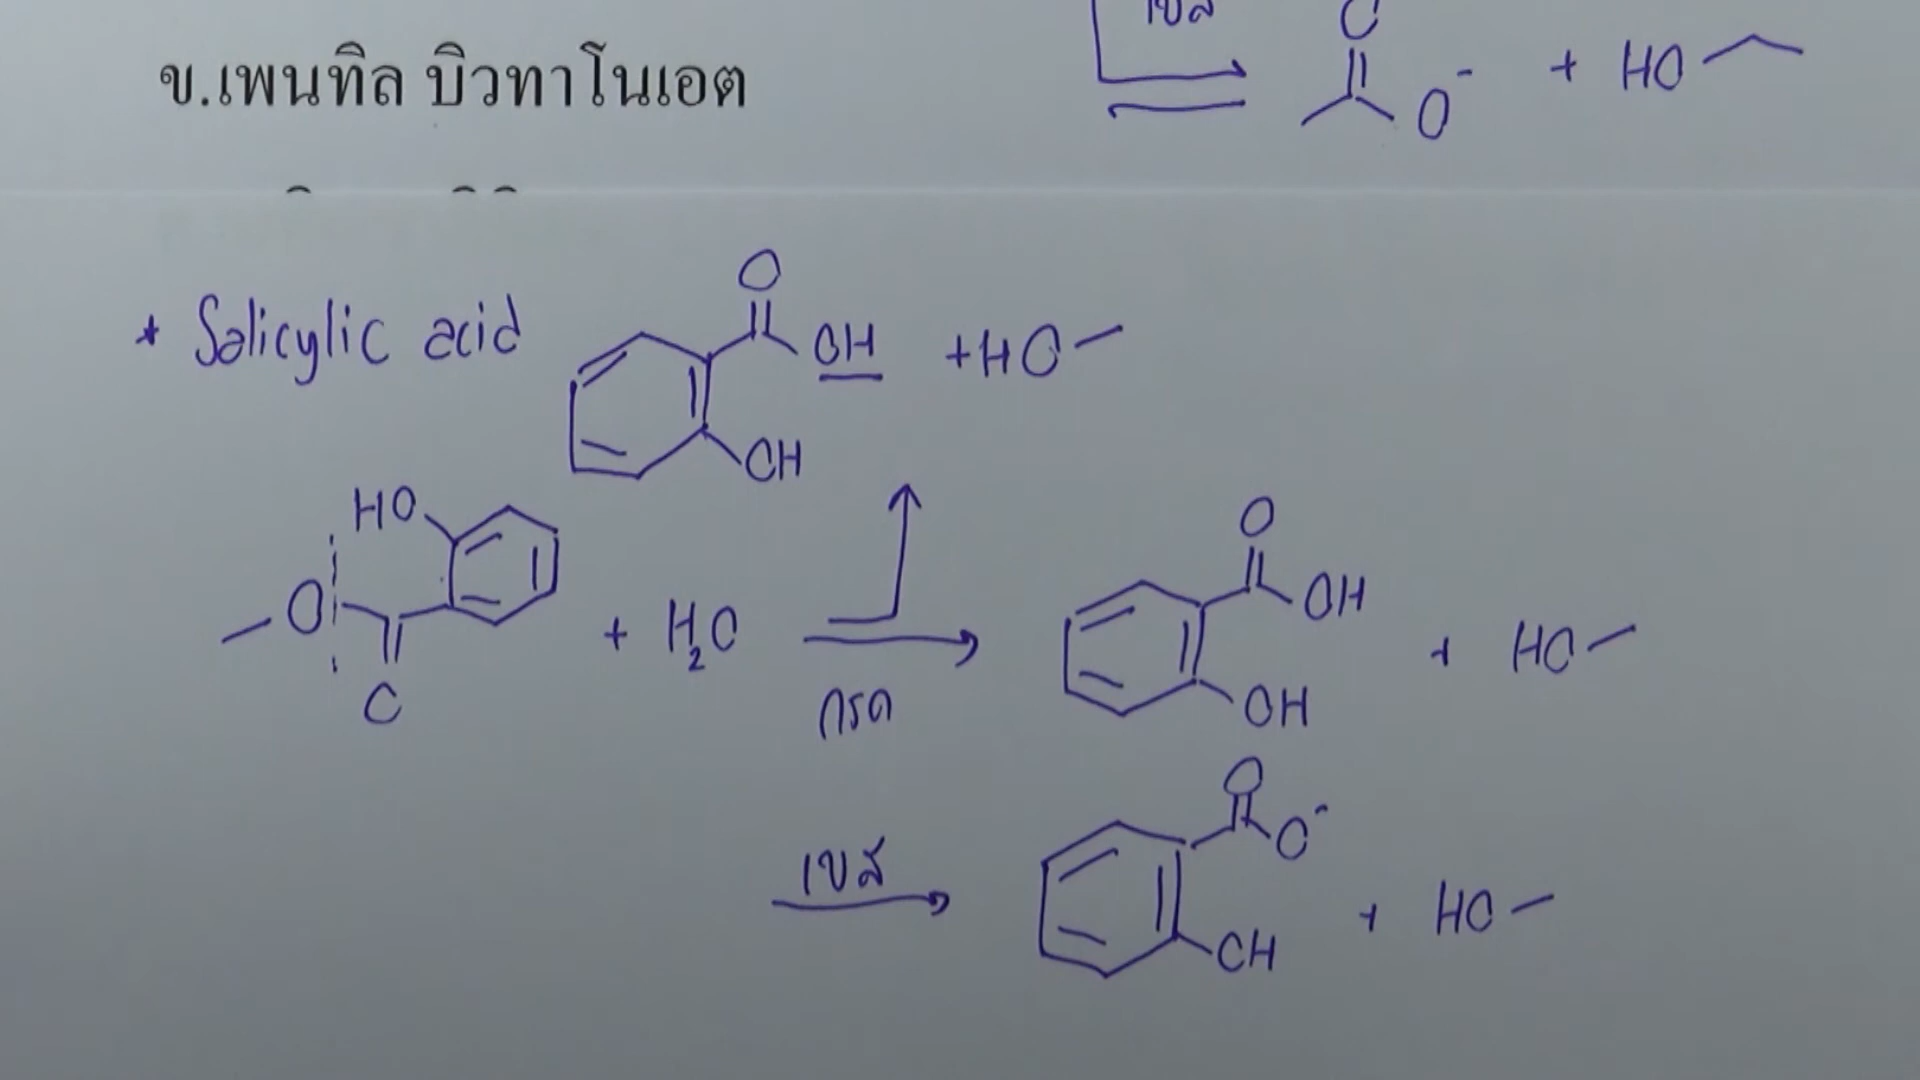 เบส
O
O⁻ + HO
ข.เพนทิล บิวทาโนเอต
* Salicylic acid
O
OH + HO
OH
HO
O
O
+ H₂O
กรด
O
OH
OH
+ HO
เบส
O
O⁻
OH
+ HO